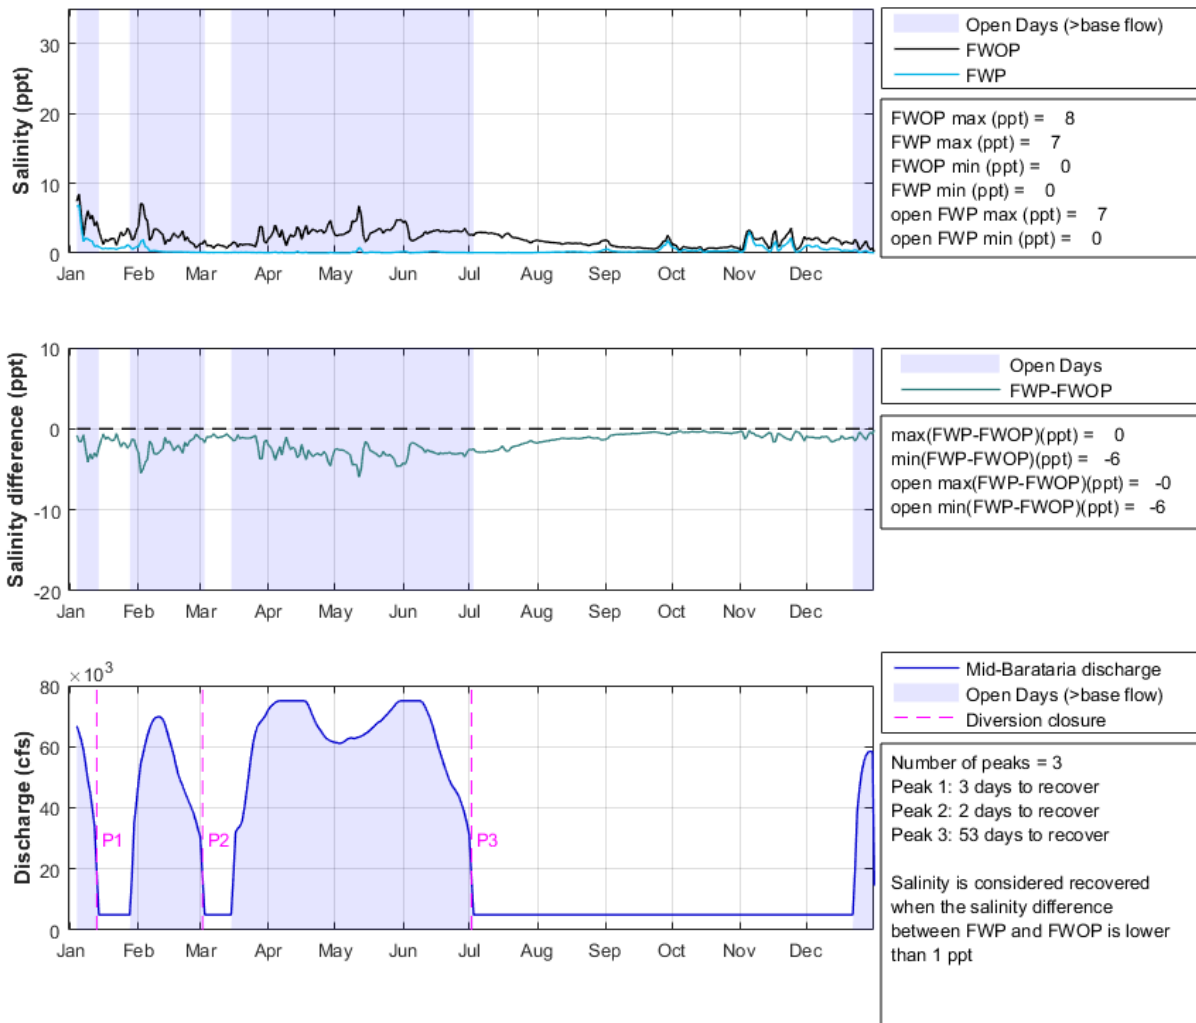 Salinity (ppt)
30
20
10
0
Jan Feb Mar Apr May Jun Jul Aug Sep Oct Nov Dec
Open Days (>base flow)
FWOP
FWP
FWOP max (ppt) = 8
FWP max (ppt) = 7
FWOP min (ppt) = 0
FWP min (ppt) = 0
open FWP max (ppt) = 7
open FWP min (ppt) = 0
Salinity difference (ppt)
10
0
-10
-20
Jan Feb Mar Apr May Jun Jul Aug Sep Oct Nov Dec
Open Days
FWP-FWOP
max(FWP-FWOP)(ppt) = 0
min(FWP-FWOP)(ppt) = -6
open max(FWP-FWOP)(ppt) = -0
open min(FWP-FWOP)(ppt) = -6
Discharge (cfs)
× 10³
80
60
40
20
0
P1 P2 P3
Jan Feb Mar Apr May Jun Jul Aug Sep Oct Nov Dec
Mid-Barataria discharge
Open Days (>base flow)
Diversion closure
Number of peaks = 3
Peak 1: 3 days to recover
Peak 2: 2 days to recover
Peak 3: 53 days to recover
Salinity is considered recovered
when the salinity difference
between FWP and FWOP is lower
than 1 ppt